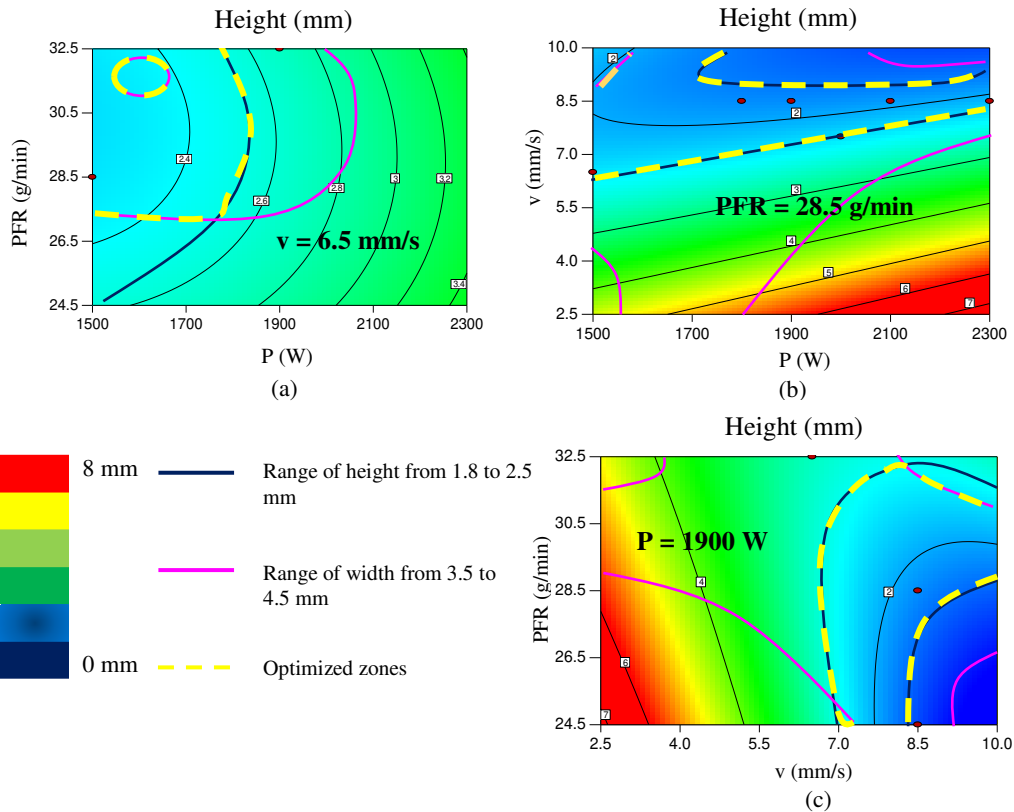 Height (mm)
(a)
32.5
30.5
28.5
26.5
24.5
PFR (g/min)
2.4
2.6
2.8
3
3.2
3.4
v = 6.5 mm/s
1500
1700
1900
2100
2300
P (W)
(a)
(b)
Height (mm)
10.0
8.5
7.0
5.5
4.0
2.5
v (mm/s)
2
2
3
4
5
6
7
PFR = 28.5 g/min
1500
1700
1900
2100
2300
P (W)
(b)
8 mm
0 mm
Range of height from 1.8 to 2.5
mm
Range of width from 3.5 to
4.5 mm
Optimized zones
Height (mm)
32.5
30.5
28.5
26.5
24.5
PFR (g/min)
P = 1900 W
4
2
6
7
2.5
4.0
5.5
7.0
8.5
10.0
v (mm/s)
(c)